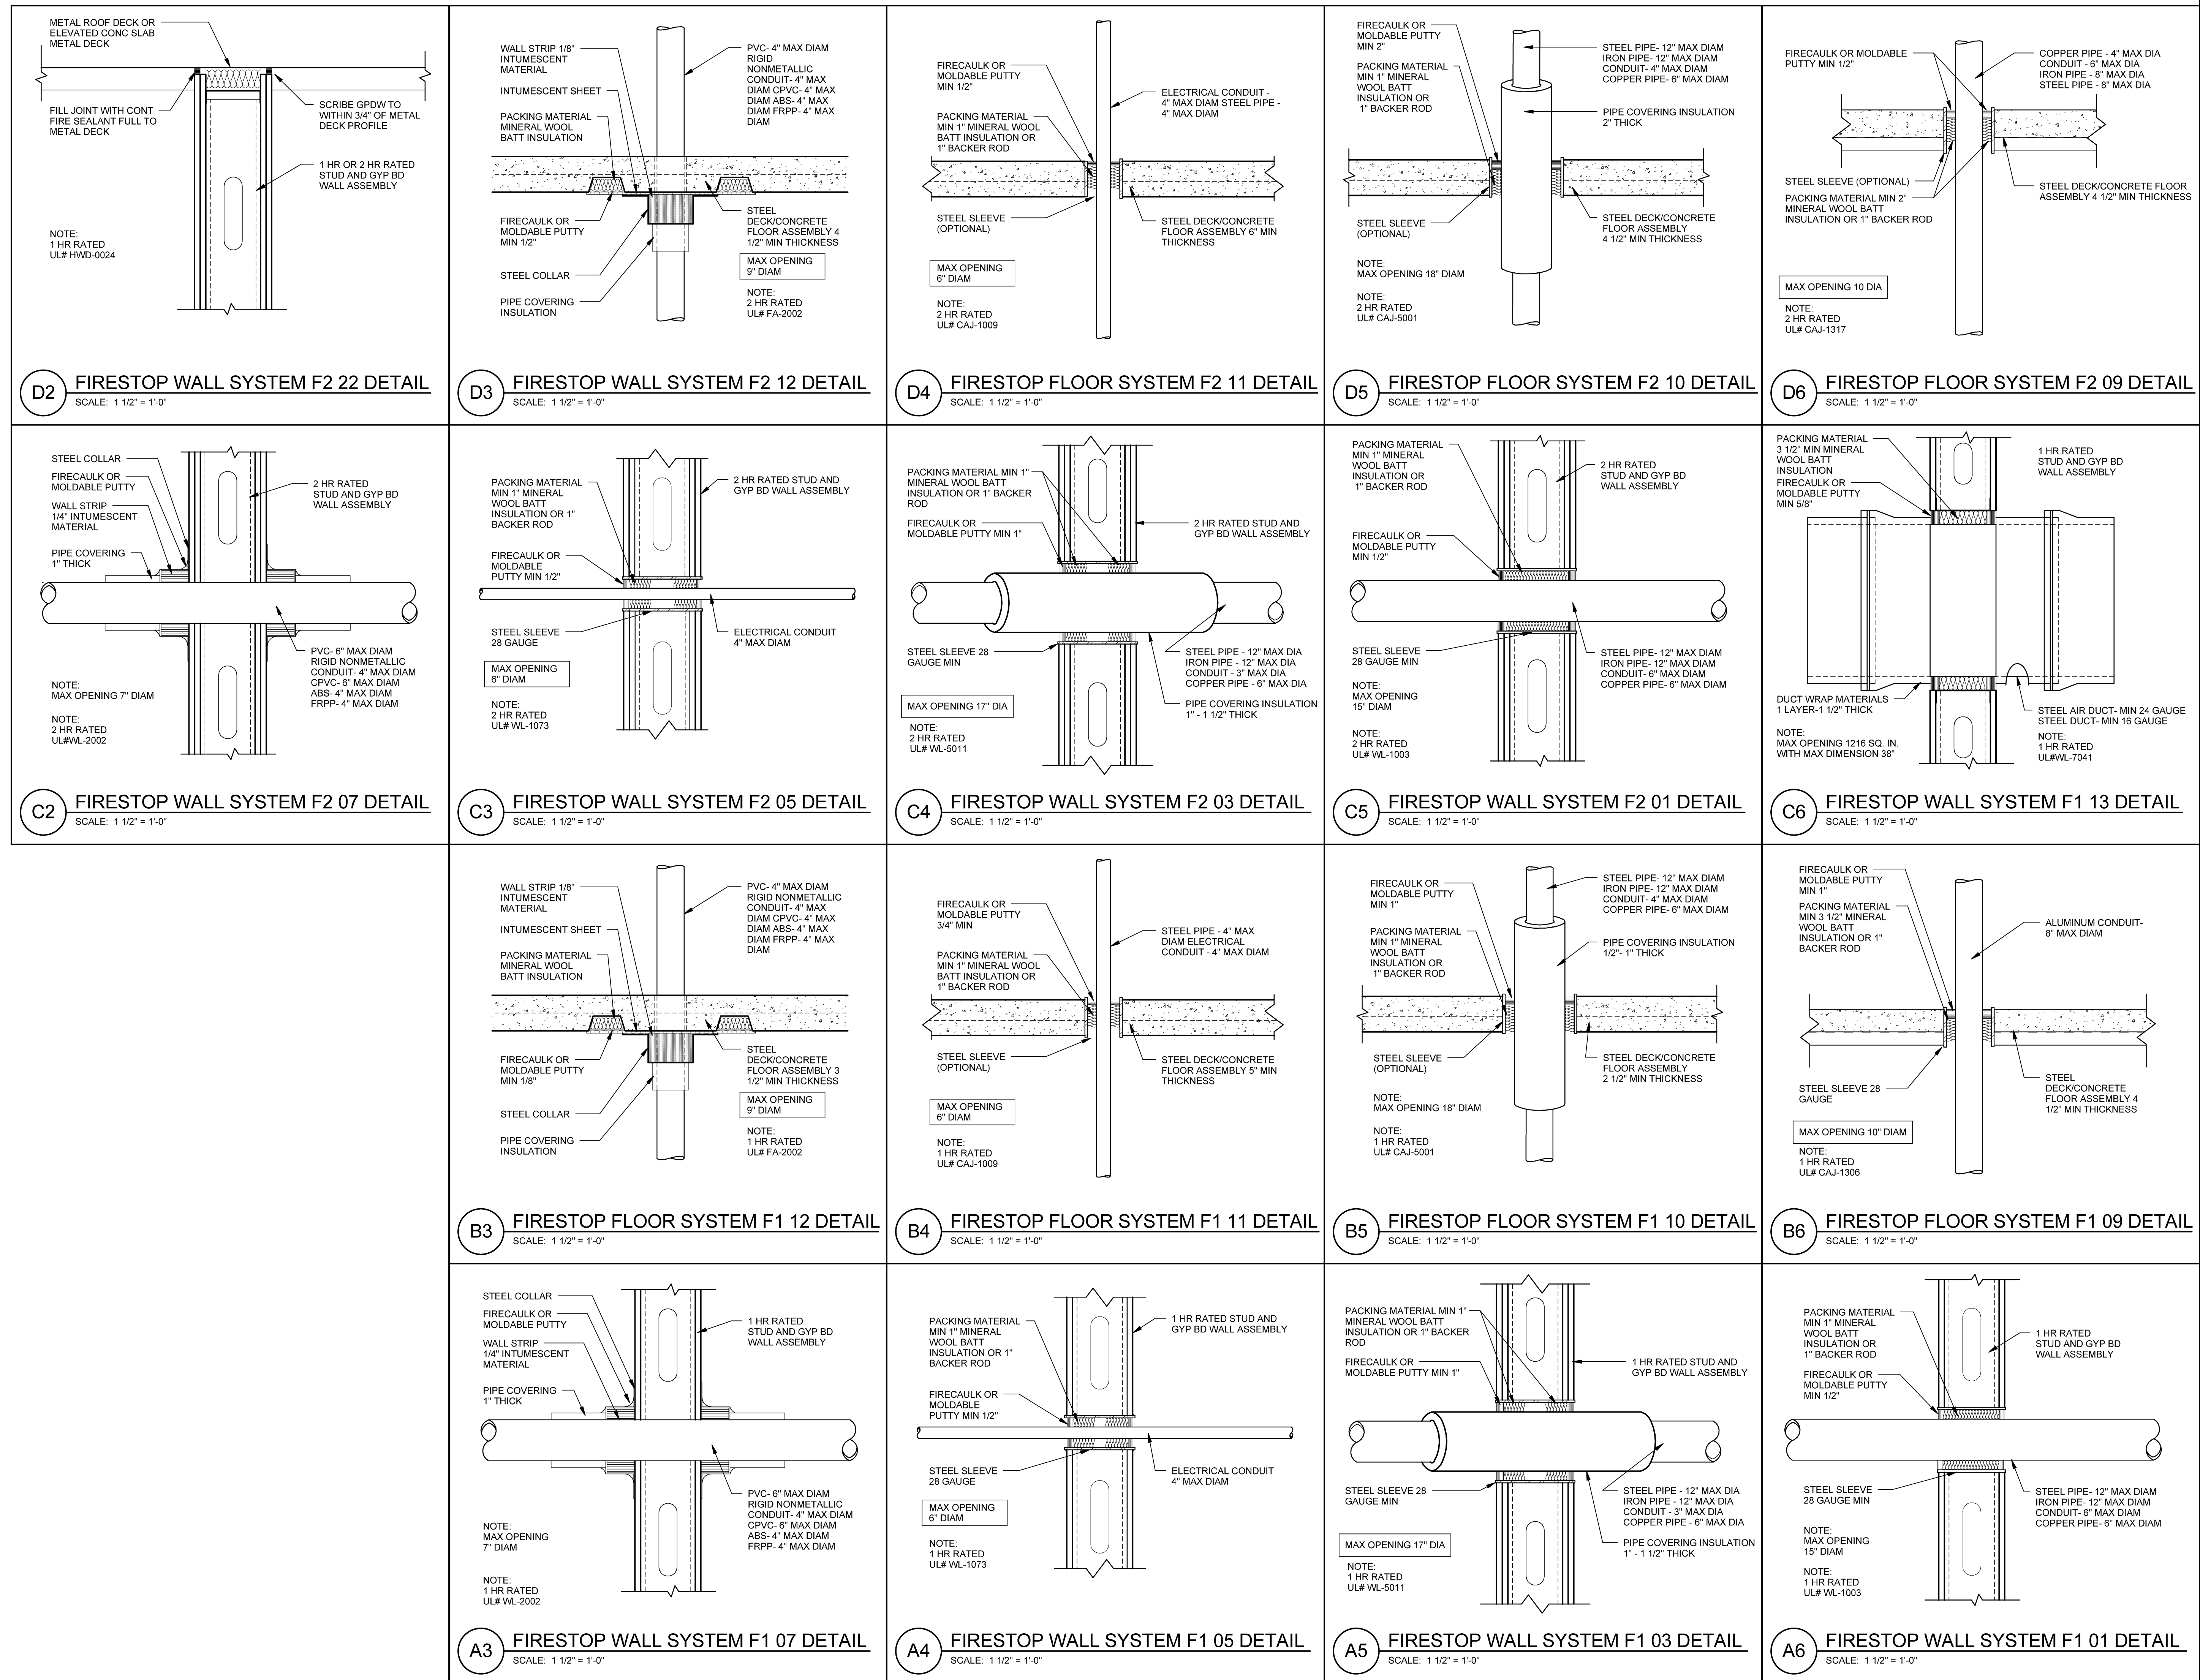 METAL ROOF DECK OR
ELEVATED CONC SLAB
METAL DECK
FILL JOINT WITH CONT
FIRE SEALANT FULL TO
METAL DECK
SCRIBE GPDW TO
WITHIN 3/4" OF METAL
DECK PROFILE
1 HR OR 2 HR RATED
STUD AND GYP BD
WALL ASSEMBLY
NOTE:
1 HR RATED
UL# HWD-0024
D2
FIRESTOP WALL SYSTEM F2 22 DETAIL
SCALE: 1 1/2" = 1'-0"
WALL STRIP 1/8"
INTUMESCENT
MATERIAL
INTUMESCENT SHEET
PACKING MATERIAL
MINERAL WOOL
BATT INSULATION
PVC- 4" MAX DIAM
RIGID
NONMETALLIC
CONDUIT- 4" MAX
DIAM CPVC- 4" MAX
DIAM ABS- 4" MAX
DIAM FRPP- 4" MAX
DIAM
FIRECAULK OR
MOLDABLE PUTTY
MIN 1/2"
STEEL COLLAR
PIPE COVERING
INSULATION
STEEL
DECK/CONCRETE
FLOOR ASSEMBLY 4
1/2" MIN THICKNESS
MAX OPENING
9" DIAM
NOTE:
2 HR RATED
UL# FA-2002
D3
FIRESTOP WALL SYSTEM F2 12 DETAIL
SCALE: 1 1/2" = 1'-0"
FIRECAULK OR
MOLDABLE PUTTY
MIN 1/2"
PACKING MATERIAL
MIN 1" MINERAL WOOL
BATT INSULATION OR
1" BACKER ROD
ELECTRICAL CONDUIT -
4" MAX DIAM STEEL PIPE -
4" MAX DIAM
STEEL SLEEVE
(OPTIONAL)
STEEL DECK/CONCRETE
FLOOR ASSEMBLY 6" MIN
THICKNESS
MAX OPENING
6" DIAM
NOTE:
2 HR RATED
UL# CAJ-1009
D4
FIRESTOP FLOOR SYSTEM F2 11 DETAIL
SCALE: 1 1/2" = 1'-0"
FIRECAULK OR
MOLDABLE PUTTY
MIN 2"
PACKING MATERIAL
MIN 1" MINERAL
WOOL BATT
INSULATION OR
1" BACKER ROD
STEEL PIPE- 12" MAX DIAM
IRON PIPE- 12" MAX DIAM
CONDUIT- 4" MAX DIAM
COPPER PIPE- 6" MAX DIAM
PIPE COVERING INSULATION
2" THICK
STEEL SLEEVE
(OPTIONAL)
STEEL DECK/CONCRETE
FLOOR ASSEMBLY
4 1/2" MIN THICKNESS
NOTE:
MAX OPENING 18" DIAM
NOTE:
2 HR RATED
UL# CAJ-5001
D5
FIRESTOP FLOOR SYSTEM F2 10 DETAIL
SCALE: 1 1/2" = 1'-0"
FIRECAULK OR MOLDABLE
PUTTY MIN 1/2"
COPPER PIPE - 4" MAX DIA
CONDUIT - 6" MAX DIA
IRON PIPE - 8" MAX DIA
STEEL PIPE - 8" MAX DIA
STEEL SLEEVE (OPTIONAL)
PACKING MATERIAL MIN 2"
MINERAL WOOL BATT
INSULATION OR 1" BACKER ROD
STEEL DECK/CONCRETE FLOOR
ASSEMBLY 4 1/2" MIN THICKNESS
MAX OPENING 10 DIA
NOTE:
2 HR RATED
UL# CAJ-1317
D6
FIRESTOP FLOOR SYSTEM F2 09 DETAIL
SCALE: 1 1/2" = 1'-0"
STEEL COLLAR
FIRECAULK OR
MOLDABLE PUTTY
WALL STRIP
1/4" INTUMESCENT
MATERIAL
PIPE COVERING
1" THICK
2 HR RATED
STUD AND GYP BD
WALL ASSEMBLY
PVC- 6" MAX DIAM
RIGID NONMETALLIC
CONDUIT- 4" MAX DIAM
CPVC- 6" MAX DIAM
ABS- 4" MAX DIAM
FRPP- 4" MAX DIAM
NOTE:
MAX OPENING 7" DIAM
NOTE:
2 HR RATED
UL#WL-2002
C2
FIRESTOP WALL SYSTEM F2 07 DETAIL
SCALE: 1 1/2" = 1'-0"
PACKING MATERIAL
MIN 1" MINERAL
WOOL BATT
INSULATION OR 1"
BACKER ROD
FIRECAULK OR
MOLDABLE
PUTTY MIN 1/2"
2 HR RATED STUD AND
GYP BD WALL ASSEMBLY
STEEL SLEEVE
28 GAUGE
ELECTRICAL CONDUIT
4" MAX DIAM
MAX OPENING
6" DIAM
NOTE:
2 HR RATED
UL# WL-1073
C3
FIRESTOP WALL SYSTEM F2 05 DETAIL
SCALE: 1 1/2" = 1'-0"
PACKING MATERIAL MIN 1"
MINERAL WOOL BATT
INSULATION OR 1" BACKER
ROD
FIRECAULK OR
MOLDABLE PUTTY MIN 1"
2 HR RATED STUD AND
GYP BD WALL ASSEMBLY
STEEL SLEEVE 28
GAUGE MIN
STEEL PIPE - 12" MAX DIA
IRON PIPE - 12" MAX DIA
CONDUIT - 3" MAX DIA
COPPER PIPE - 6" MAX DIA
PIPE COVERING INSULATION
1" - 1 1/2" THICK
MAX OPENING 17" DIA
NOTE:
2 HR RATED
UL# WL-5011
C4
FIRESTOP WALL SYSTEM F2 03 DETAIL
SCALE: 1 1/2" = 1'-0"
PACKING MATERIAL
MIN 1" MINERAL
WOOL BATT
INSULATION OR
1" BACKER ROD
FIRECAULK OR
MOLDABLE PUTTY
MIN 1/2"
2 HR RATED
STUD AND GYP BD
WALL ASSEMBLY
STEEL SLEEVE
28 GAUGE MIN
STEEL PIPE- 12" MAX DIAM
IRON PIPE- 12" MAX DIAM
CONDUIT- 6" MAX DIAM
COPPER PIPE- 6" MAX DIAM
NOTE:
MAX OPENING
15" DIAM
NOTE:
2 HR RATED
UL# WL-1003
C5
FIRESTOP WALL SYSTEM F2 01 DETAIL
SCALE: 1 1/2" = 1'-0"
PACKING MATERIAL
3 1/2" MIN MINERAL
WOOL BATT
INSULATION
FIRECAULK OR
MOLDABLE PUTTY
MIN 5/8"
1 HR RATED
STUD AND GYP BD
WALL ASSEMBLY
DUCT WRAP MATERIALS
1 LAYER-1 1/2" THICK
STEEL AIR DUCT- MIN 24 GAUGE
STEEL DUCT- MIN 16 GAUGE
NOTE:
MAX OPENING 1216 SQ. IN.
WITH MAX DIMENSION 38"
NOTE:
1 HR RATED
UL#WL-7041
C6
FIRESTOP WALL SYSTEM F1 13 DETAIL
SCALE: 1 1/2" = 1'-0"
WALL STRIP 1/8"
INTUMESCENT
MATERIAL
INTUMESCENT SHEET
PACKING MATERIAL
MINERAL WOOL
BATT INSULATION
PVC- 4" MAX DIAM
RIGID NONMETALLIC
CONDUIT- 4" MAX
DIAM CPVC- 4" MAX
DIAM ABS- 4" MAX
DIAM FRPP- 4" MAX
DIAM
FIRECAULK OR
MOLDABLE PUTTY
MIN 1/8"
STEEL COLLAR
PIPE COVERING
INSULATION
STEEL
DECK/CONCRETE
FLOOR ASSEMBLY 3
1/2" MIN THICKNESS
MAX OPENING
9" DIAM
NOTE:
1 HR RATED
UL# FA-2002
B3
FIRESTOP FLOOR SYSTEM F1 12 DETAIL
SCALE: 1 1/2" = 1'-0"
FIRECAULK OR
MOLDABLE PUTTY
3/4" MIN
PACKING MATERIAL
MIN 1" MINERAL WOOL
BATT INSULATION OR
1" BACKER ROD
STEEL PIPE - 4" MAX
DIAM ELECTRICAL
CONDUIT - 4" MAX DIAM
STEEL SLEEVE
(OPTIONAL)
STEEL DECK/CONCRETE
FLOOR ASSEMBLY 5" MIN
THICKNESS
MAX OPENING
6" DIAM
NOTE:
1 HR RATED
UL# CAJ-1009
B4
FIRESTOP FLOOR SYSTEM F1 11 DETAIL
SCALE: 1 1/2" = 1'-0"
FIRECAULK OR
MOLDABLE PUTTY
MIN 1"
PACKING MATERIAL
MIN 1" MINERAL
WOOL BATT
INSULATION OR
1" BACKER ROD
STEEL PIPE- 12" MAX DIAM
IRON PIPE- 12" MAX DIAM
CONDUIT- 4" MAX DIAM
COPPER PIPE- 6" MAX DIAM
PIPE COVERING INSULATION
1/2"- 1" THICK
STEEL SLEEVE
(OPTIONAL)
STEEL DECK/CONCRETE
FLOOR ASSEMBLY
2 1/2" MIN THICKNESS
NOTE:
MAX OPENING 18" DIAM
NOTE:
1 HR RATED
UL# CAJ-5001
B5
FIRESTOP FLOOR SYSTEM F1 10 DETAIL
SCALE: 1 1/2" = 1'-0"
FIRECAULK OR
MOLDABLE PUTTY
MIN 1"
PACKING MATERIAL
MIN 3 1/2" MINERAL
WOOL BATT
INSULATION OR 1"
BACKER ROD
ALUMINUM CONDUIT-
8" MAX DIAM
STEEL SLEEVE 28
GAUGE
STEEL
DECK/CONCRETE
FLOOR ASSEMBLY 4
1/2" MIN THICKNESS
MAX OPENING 10" DIAM
NOTE:
1 HR RATED
UL# CAJ-1306
B6
FIRESTOP FLOOR SYSTEM F1 09 DETAIL
SCALE: 1 1/2" = 1'-0"
STEEL COLLAR
FIRECAULK OR
MOLDABLE PUTTY
WALL STRIP
1/4" INTUMESCENT
MATERIAL
PIPE COVERING
1" THICK
1 HR RATED
STUD AND GYP BD
WALL ASSEMBLY
PVC- 6" MAX DIAM
RIGID NONMETALLIC
CONDUIT- 4" MAX DIAM
CPVC- 6" MAX DIAM
ABS- 4" MAX DIAM
FRPP- 4" MAX DIAM
NOTE:
MAX OPENING
7" DIAM
NOTE:
1 HR RATED
UL# WL-2002
A3
FIRESTOP WALL SYSTEM F1 07 DETAIL
SCALE: 1 1/2" = 1'-0"
PACKING MATERIAL
MIN 1" MINERAL
WOOL BATT
INSULATION OR 1"
BACKER ROD
FIRECAULK OR
MOLDABLE
PUTTY MIN 1/2"
1 HR RATED STUD AND
GYP BD WALL ASSEMBLY
STEEL SLEEVE
28 GAUGE
ELECTRICAL CONDUIT
4" MAX DIAM
MAX OPENING
6" DIAM
NOTE:
1 HR RATED
UL# WL-1073
A4
FIRESTOP WALL SYSTEM F1 05 DETAIL
SCALE: 1 1/2" = 1'-0"
PACKING MATERIAL MIN 1"
MINERAL WOOL BATT
INSULATION OR 1" BACKER
ROD
FIRECAULK OR
MOLDABLE PUTTY MIN 1"
1 HR RATED STUD AND
GYP BD WALL ASSEMBLY
STEEL SLEEVE 28
GAUGE MIN
STEEL PIPE - 12" MAX DIA
IRON PIPE - 12" MAX DIA
CONDUIT - 3" MAX DIA
COPPER PIPE - 6" MAX DIA
PIPE COVERING INSULATION
1" - 1 1/2" THICK
MAX OPENING 17" DIA
NOTE:
1 HR RATED
UL# WL-5011
A5
FIRESTOP WALL SYSTEM F1 03 DETAIL
SCALE: 1 1/2" = 1'-0"
PACKING MATERIAL
MIN 1" MINERAL
WOOL BATT
INSULATION OR
1" BACKER ROD
FIRECAULK OR
MOLDABLE PUTTY
MIN 1/2"
1 HR RATED
STUD AND GYP BD
WALL ASSEMBLY
STEEL SLEEVE
28 GAUGE MIN
STEEL PIPE- 12" MAX DIAM
IRON PIPE- 12" MAX DIAM
CONDUIT- 6" MAX DIAM
COPPER PIPE- 6" MAX DIAM
NOTE:
MAX OPENING
15" DIAM
NOTE:
1 HR RATED
UL# WL-1003
A6
FIRESTOP WALL SYSTEM F1 01 DETAIL
SCALE: 1 1/2" = 1'-0"